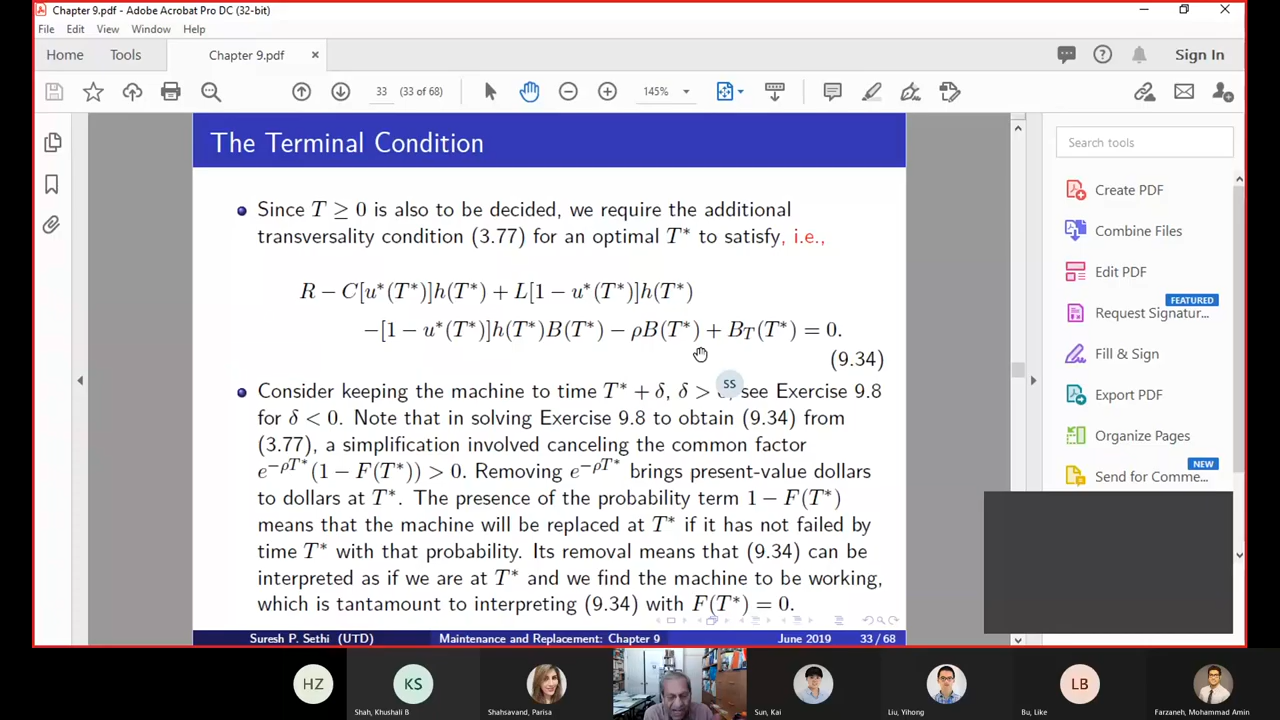 Chapter 9.pdf - Adobe Acrobat Pro DC (32-bit)
File Edit View Window Help
Home Tools Chapter 9.pdf × Sign In
33 (33 of 68) 145%
The Terminal Condition
Since T ≥ 0 is also to be decided, we require the additional
transversality condition (3.77) for an optimal T* to satisfy, i.e.,
R − C[u*(T*)]h(T*) + L[1 − u*(T*)]h(T*)
−[1 − u*(T*)]h(T*)B(T*) − ρB(T*) + B_T(T*) = 0.
(9.34)
Consider keeping the machine to time T* + δ, δ > see Exercise 9.8
for δ < 0. Note that in solving Exercise 9.8 to obtain (9.34) from
(3.77), a simplification involved canceling the common factor
e^{−ρT*}(1 − F(T*)) > 0. Removing e^{−ρT*} brings present-value dollars
to dollars at T*. The presence of the probability term 1 − F(T*)
means that the machine will be replaced at T* if it has not failed by
time T* with that probability. Its removal means that (9.34) can be
interpreted as if we are at T* and we find the machine to be working,
which is tantamount to interpreting (9.34) with F(T*) = 0.
SS
Suresh P. Sethi (UTD) Maintenance and Replacement: Chapter 9 June 2019 33 / 68
Search tools
Create PDF
Combine Files
Edit PDF
FEATURED
Request Signatur...
Fill & Sign
Export PDF
Organize Pages
NEW
Send for Comme...
HZ
KS
LB
Shah, Khushali B
Shahsavand, Parisa
Sun, Kai
Liu, Yihong
Bu, Like
Farzaneh, Mohammad Amin